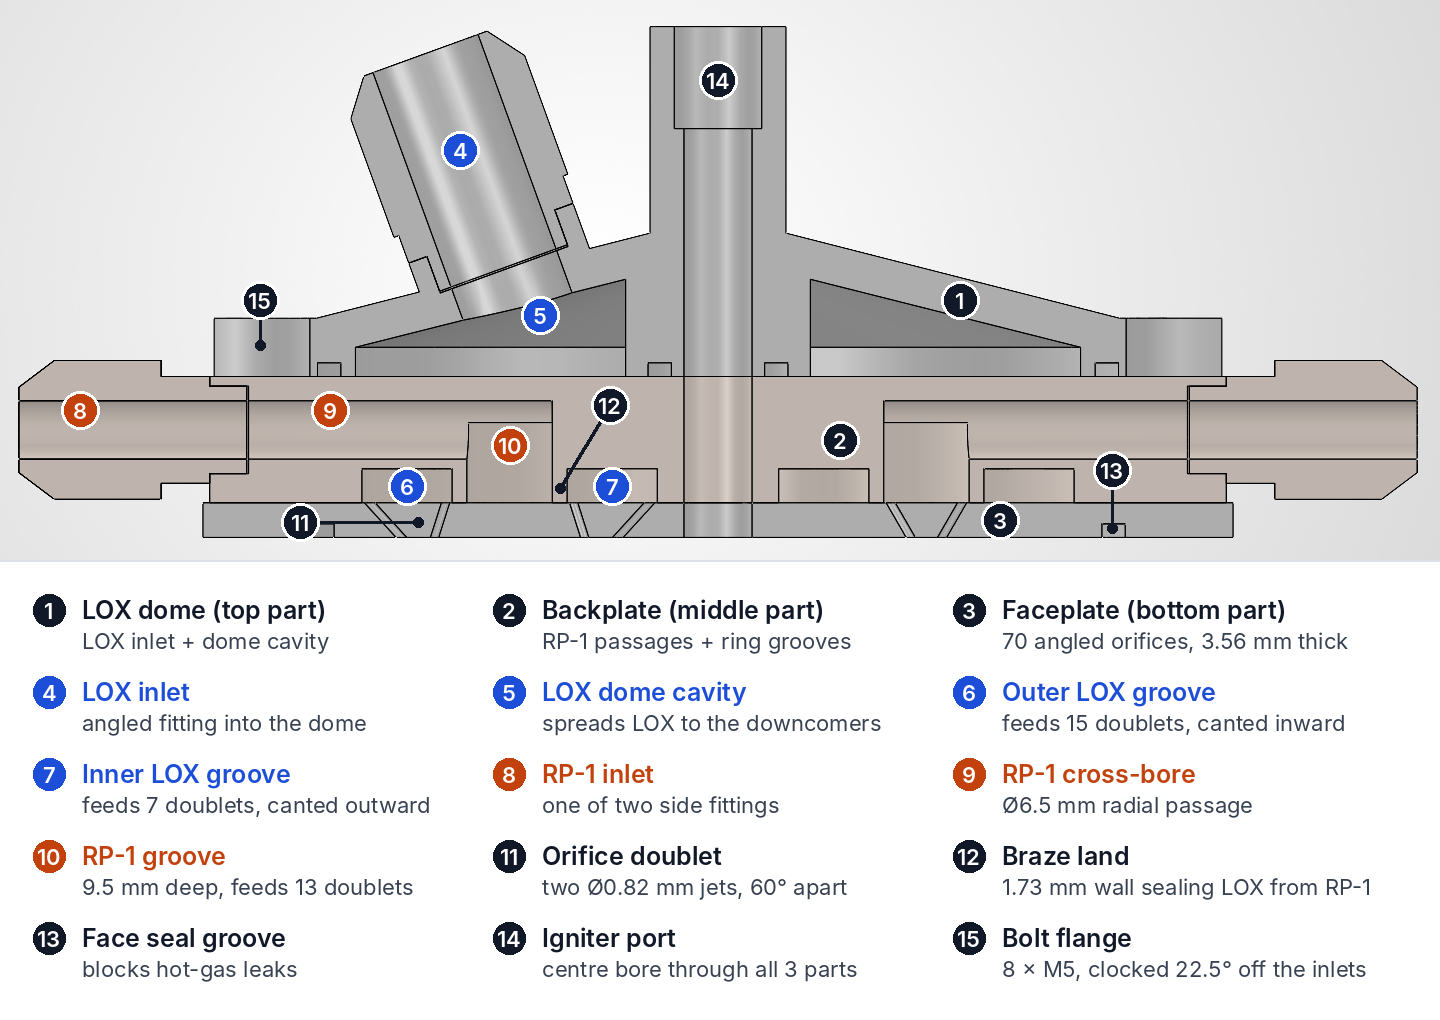 14
4
15
5
1
8
9
12
10
2
13
6
7
11
3
1 LOX dome (top part)
LOX inlet + dome cavity
2 Backplate (middle part)
RP-1 passages + ring grooves
3 Faceplate (bottom part)
70 angled orifices, 3.56 mm thick
4 LOX inlet
angled fitting into the dome
5 LOX dome cavity
spreads LOX to the downcomers
6 Outer LOX groove
feeds 15 doublets, canted inward
7 Inner LOX groove
feeds 7 doublets, canted outward
8 RP-1 inlet
one of two side fittings
9 RP-1 cross-bore
Ø6.5 mm radial passage
10 RP-1 groove
9.5 mm deep, feeds 13 doublets
11 Orifice doublet
two Ø0.82 mm jets, 60° apart
12 Braze land
1.73 mm wall sealing LOX from RP-1
13 Face seal groove
blocks hot-gas leaks
14 Igniter port
centre bore through all 3 parts
15 Bolt flange
8 × M5, clocked 22.5° off the inlets